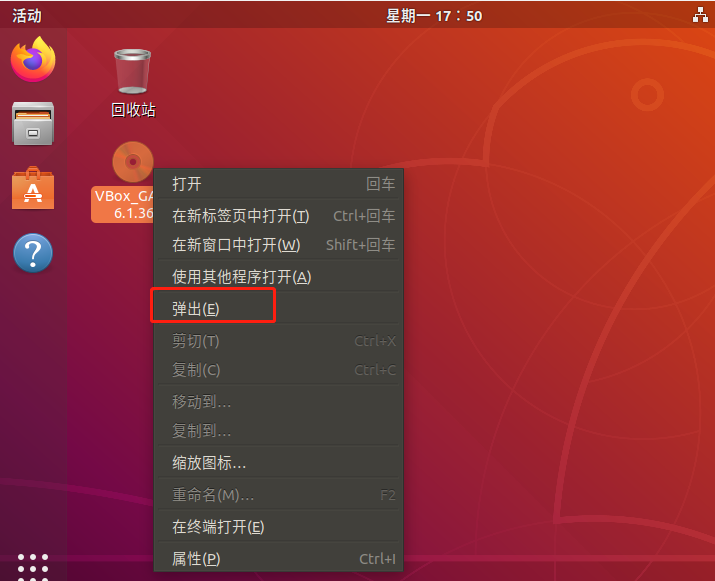 活动
星期一 17：50
回收站
VBox_GA
6.1.36
打开 回车
在新标签页中打开(T) Ctrl+回车
在新窗口中打开(W) Shift+回车
使用其他程序打开(A)
弹出(E)
剪切(T) Ctrl+X
复制(C) Ctrl+C
移动到…
复制到…
缩放图标…
重命名(M)… F2
在终端打开(E)
属性(P) Ctrl+I